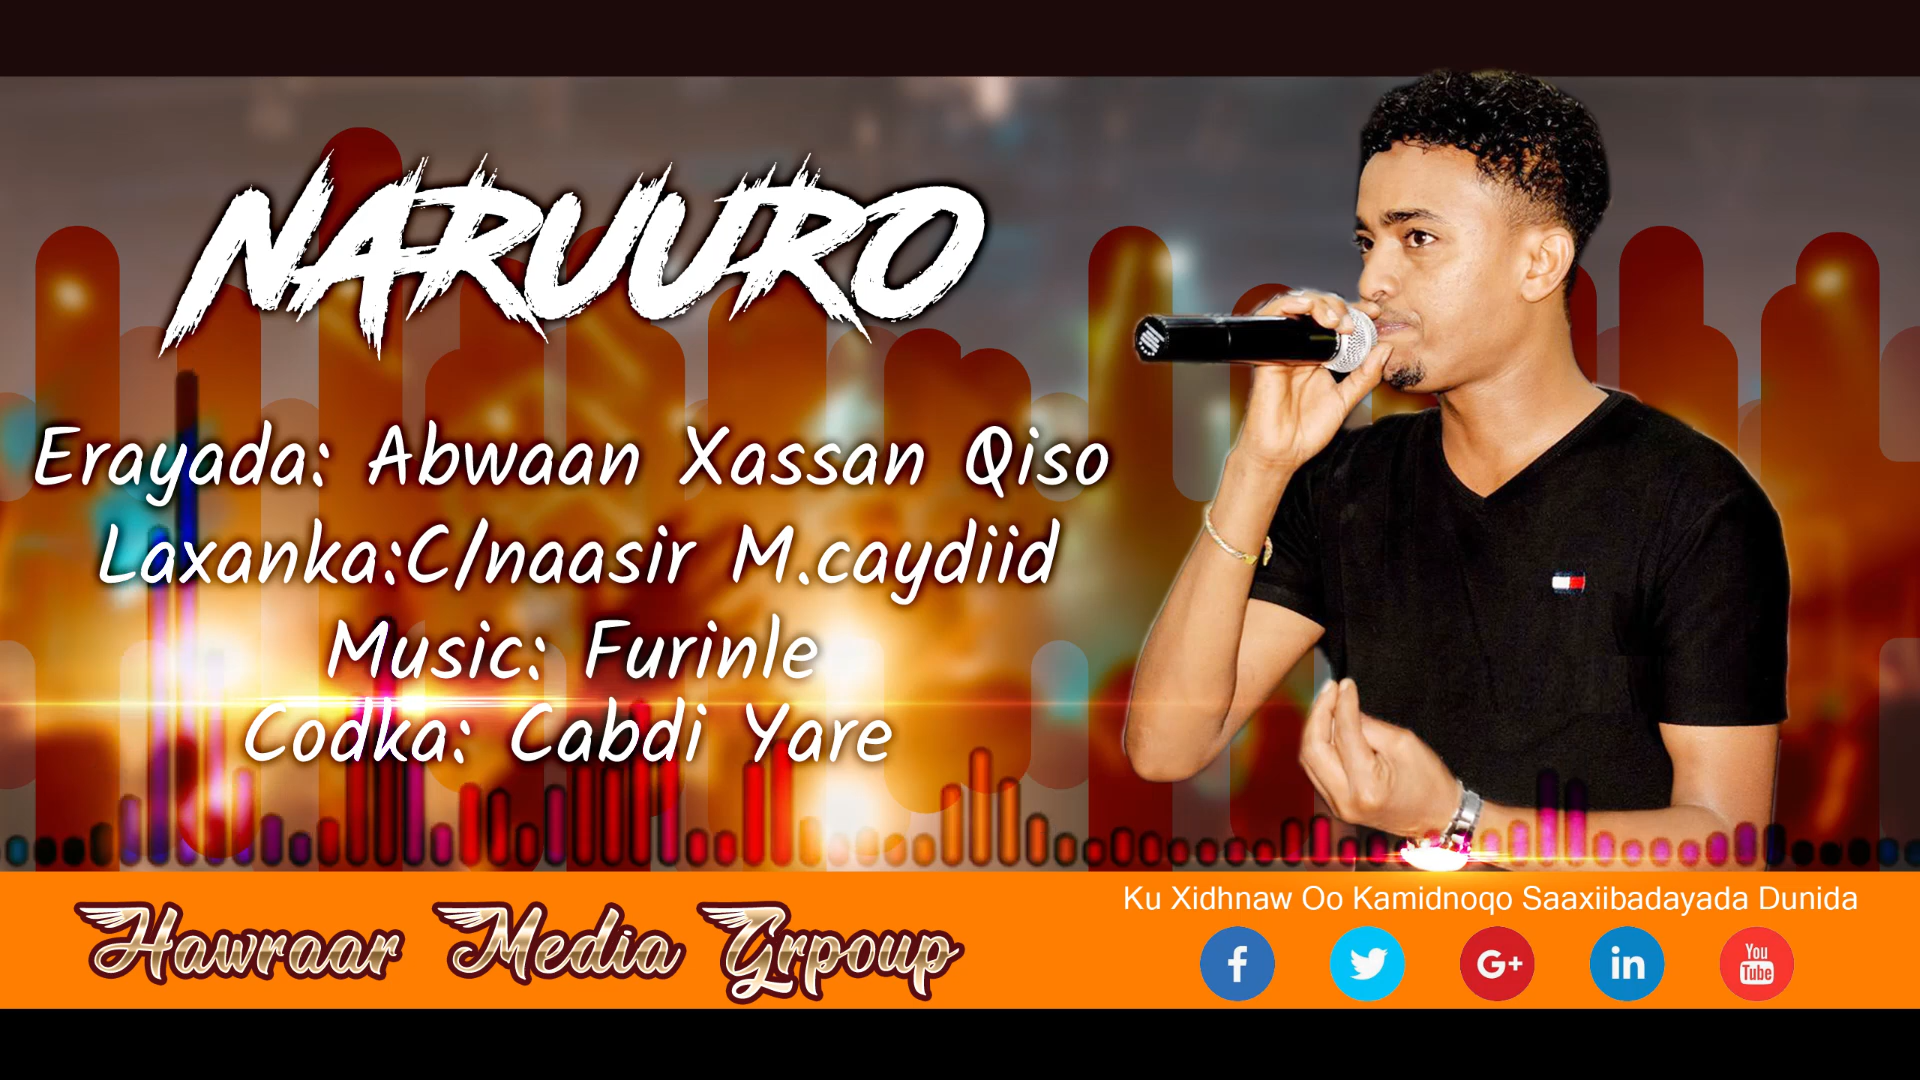 NARUURO
Erayada: Abwaan Xassan Qiso
Laxanka:C/naasir M.caydiid
Music: Furinle
Codka: Cabdi Yare
Hawraar Media Grpoup
Ku Xidhnaw Oo Kamidnoqo Saaxiibadayada Dunida
f G+ in You
Tube